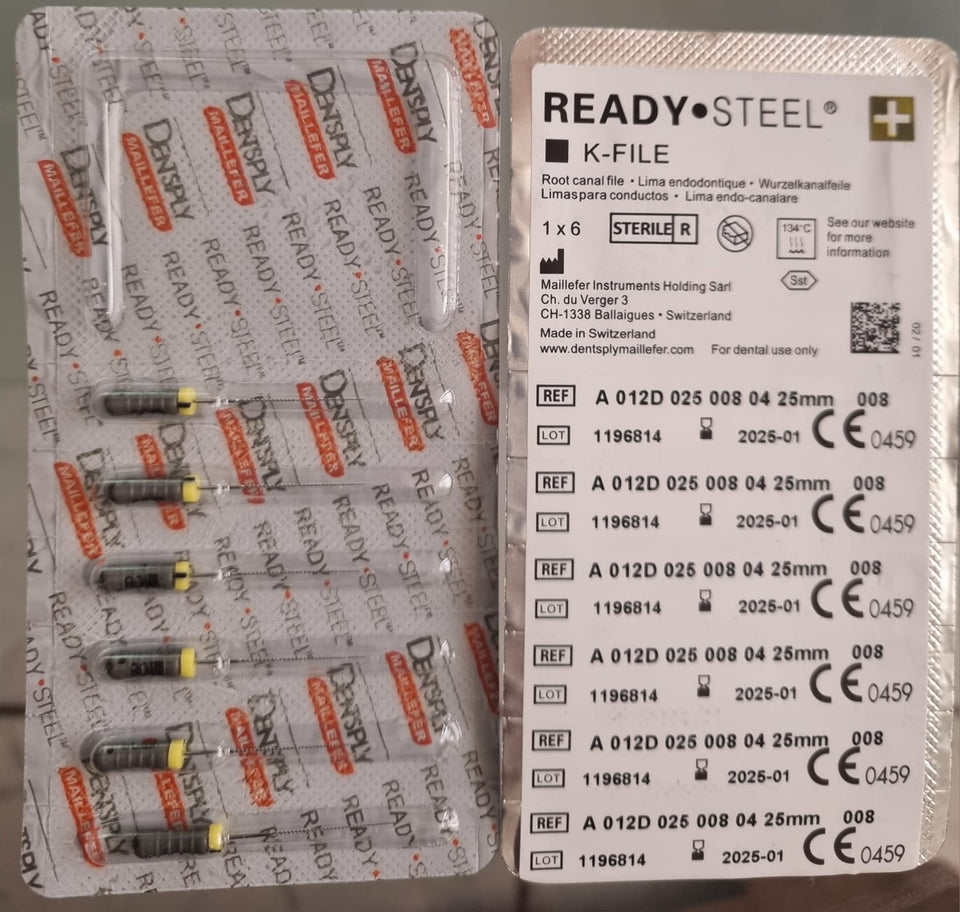 DENSPLY
MAILLEFER
READY•STEEL™
READY•STEEL®
K-FILE
Root canal file • Lima endodontique • Wurzelkanalfeile
Limas para conductos • Lima endo-canalare
1 x 6 STERILE R
134°C
See our website
for more
information
Sst
Maillefer Instruments Holding Sàrl
Ch. du Verger 3
CH-1338 Ballaigues • Switzerland
Made in Switzerland
www.dentsplymaillefer.com For dental use only
02 / 01
REF A 012D 025 008 04 25mm 008
LOT 1196814 2025-01 CE 0459
REF A 012D 025 008 04 25mm 008
LOT 1196814 2025-01 CE 0459
REF A 012D 025 008 04 25mm 008
LOT 1196814 2025-01 CE 0459
REF A 012D 025 008 04 25mm 008
LOT 1196814 2025-01 CE 0459
REF A 012D 025 008 04 25mm 008
LOT 1196814 2025-01 CE 0459
REF A 012D 025 008 04 25mm 008
LOT 1196814 2025-01 CE 0459